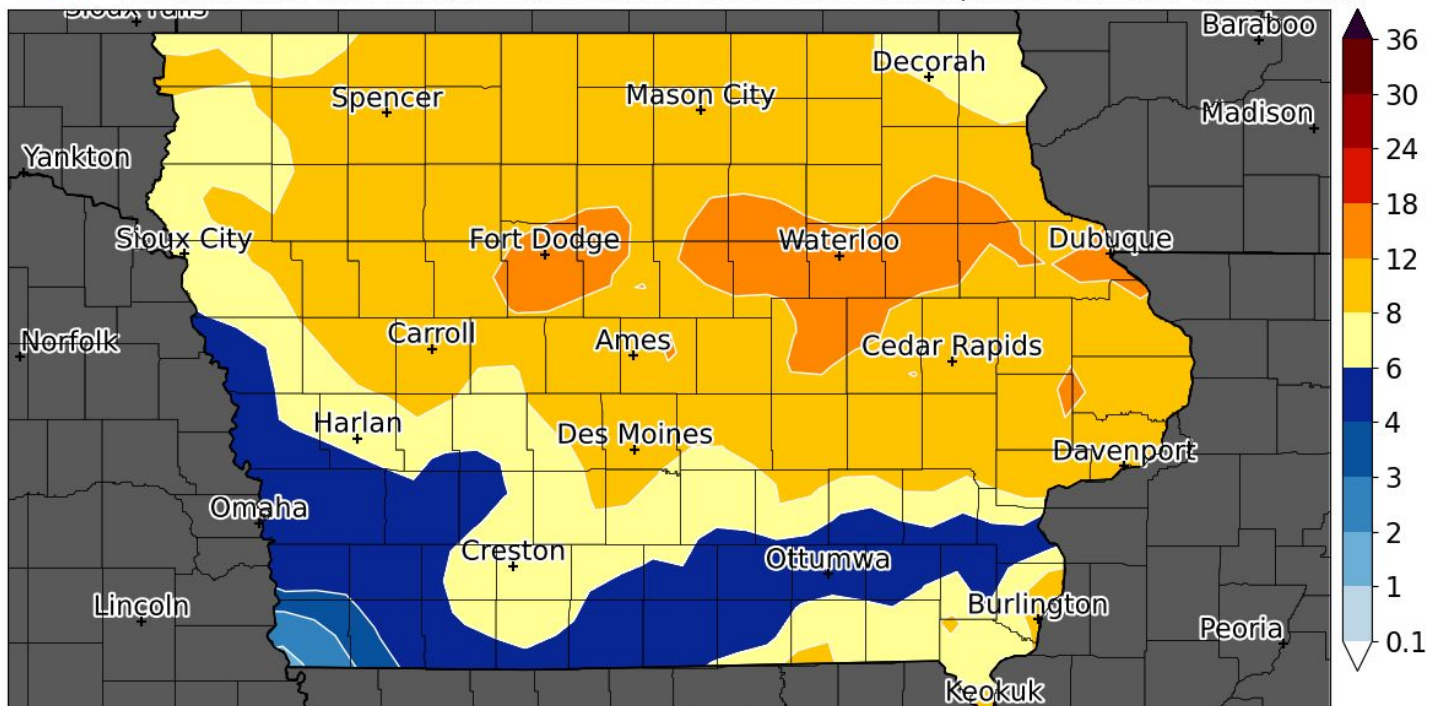 Sioux Falls
Baraboo
Decorah
Spencer
Mason City
Madison
Yankton
Sioux City
Fort Dodge
Waterloo
Dubuque
Norfolk
Carroll
Ames
Cedar Rapids
Harlan
Des Moines
Davenport
Omaha
Creston
Ottumwa
Lincoln
Burlington
Peoria
Keokuk
36
30
24
18
12
8
6
4
3
2
1
0.1